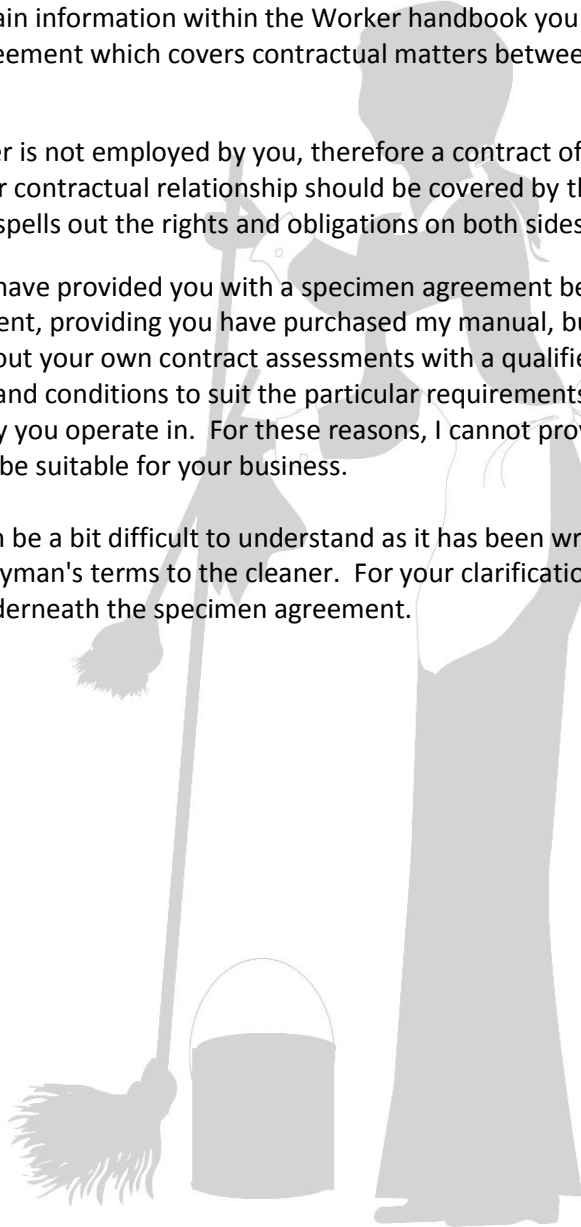 ain information within the Worker handbook you
eement which covers contractual matters betwee
er is not employed by you, therefore a contract of
r contractual relationship should be covered by th
spells out the rights and obligations on both sides
have provided you with a specimen agreement be
ent, providing you have purchased my manual, bu
out your own contract assessments with a qualifie
and conditions to suit the particular requirements
y you operate in.  For these reasons, I cannot prov
be suitable for your business.
n be a bit difficult to understand as it has been wr
yman's terms to the cleaner.  For your clarificatio
derneath the specimen agreement.